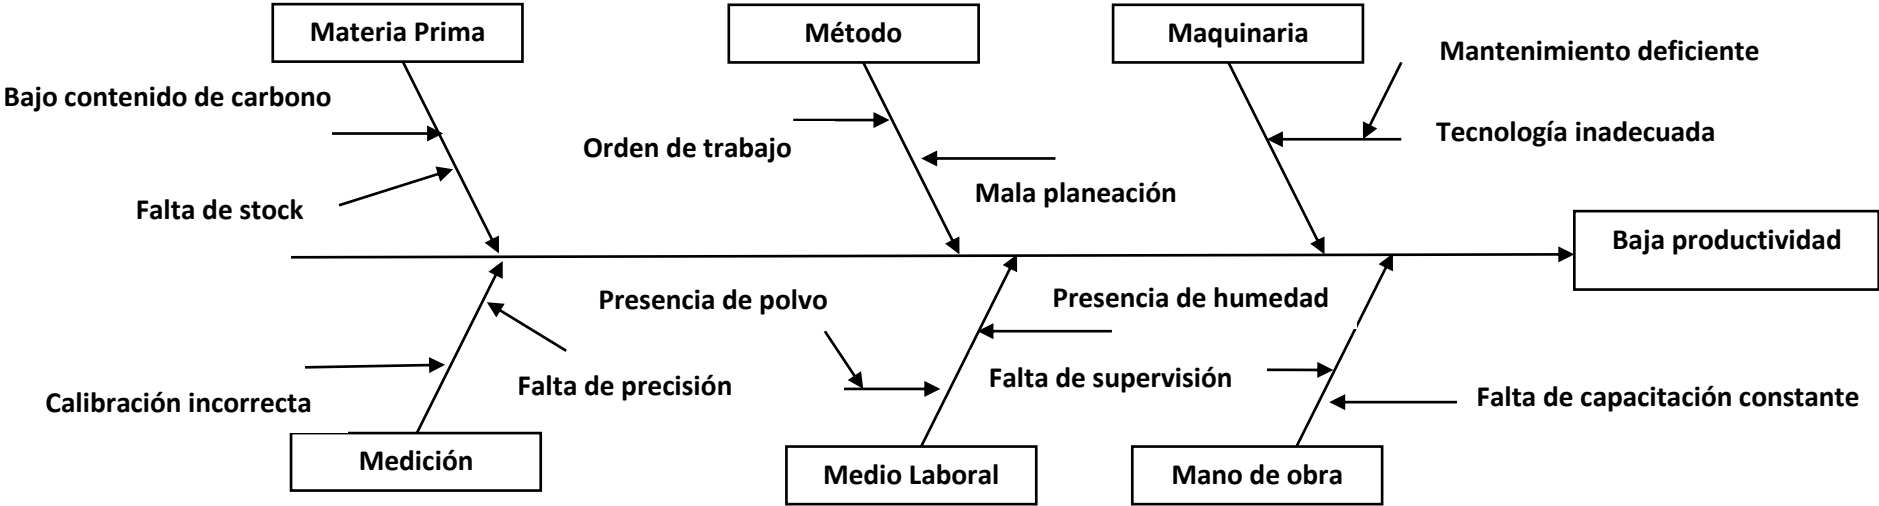 Materia Prima
Método
Maquinaria
Mantenimiento deficiente
Bajo contenido de carbono
Tecnología inadecuada
Orden de trabajo
Mala planeación
Falta de stock
Baja productividad
Presencia de polvo
Presencia de humedad
Falta de precisión
Falta de supervisión
Calibración incorrecta
Falta de capacitación constante
Medición
Medio Laboral
Mano de obra